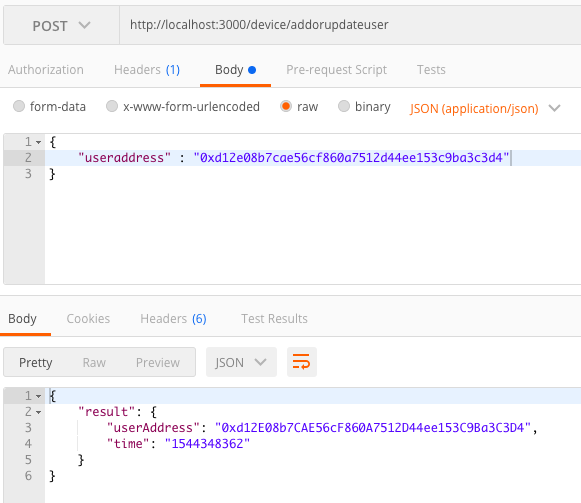 POST http://localhost:3000/device/addorupdateuser
Authorization Headers (1) Body Pre-request Script Tests
form-data x-www-form-urlencoded raw binary JSON (application/json)
1 {
2 "useraddress" : "0xd12e08b7cae56cf860a7512d44ee153c9ba3c3d4"
3 }
Body Cookies Headers (6) Test Results
Pretty Raw Preview JSON
1 {
2 "result": {
3 "userAddress": "0xd12E08b7CAE56cF860A7512D44ee153C9Ba3C3D4",
4 "time": "1544348362"
5 }
6 }